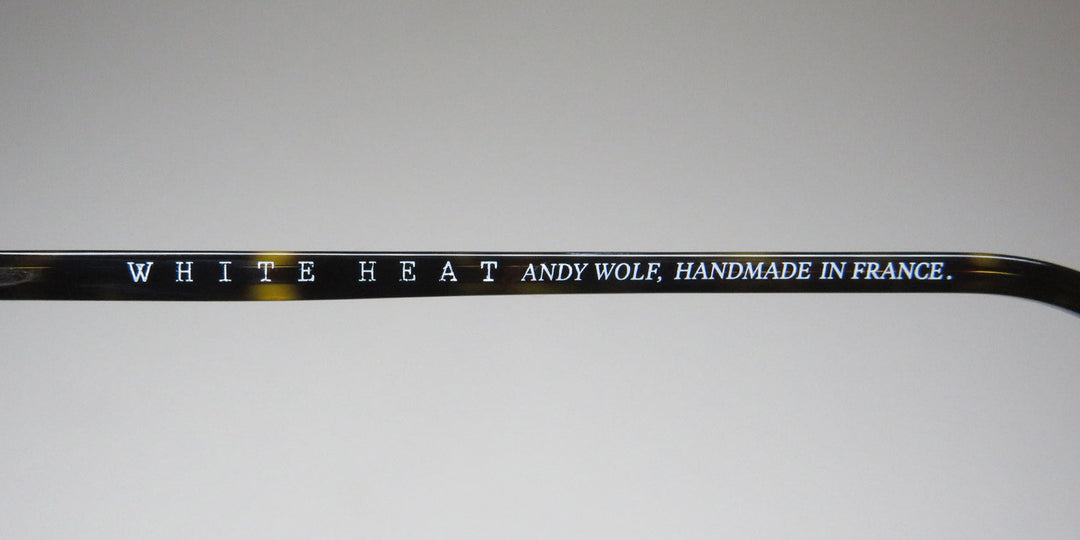 WHITE HEAT ANDY WOLF, HANDMADE IN FRANCE.